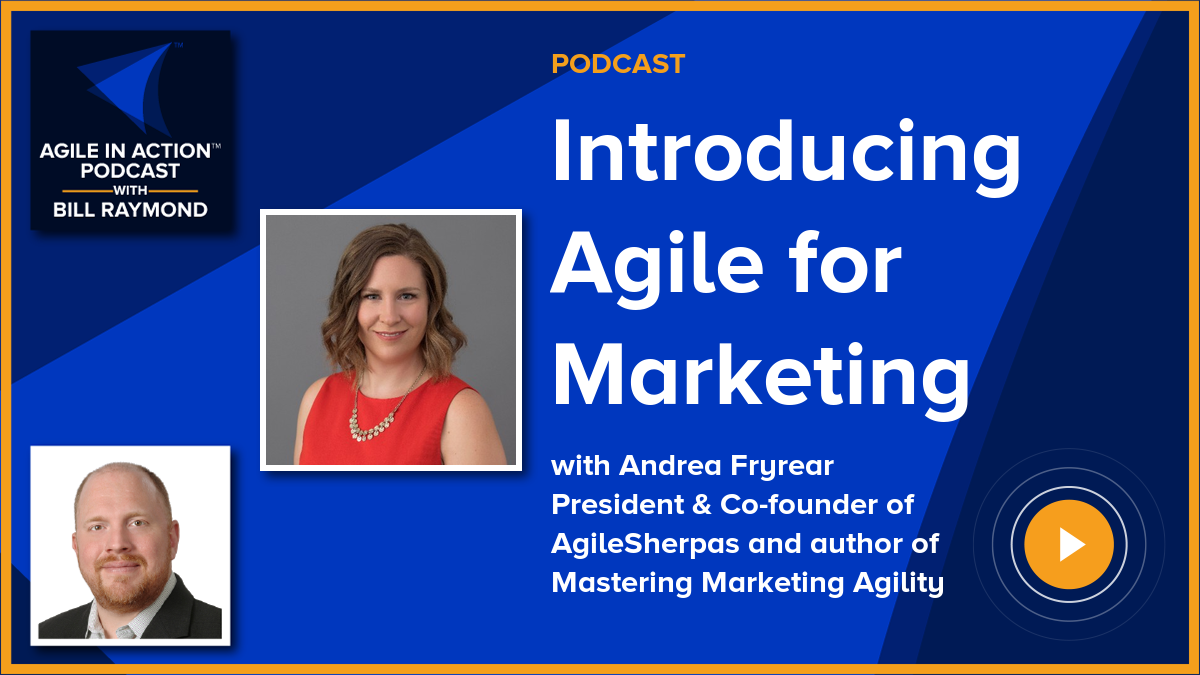 AGILE IN ACTION™
PODCAST
WITH
BILL RAYMOND
PODCAST
Introducing
Agile for
Marketing
with Andrea Fryrear
President & Co-founder of
AgileSherpas and author of
Mastering Marketing Agility